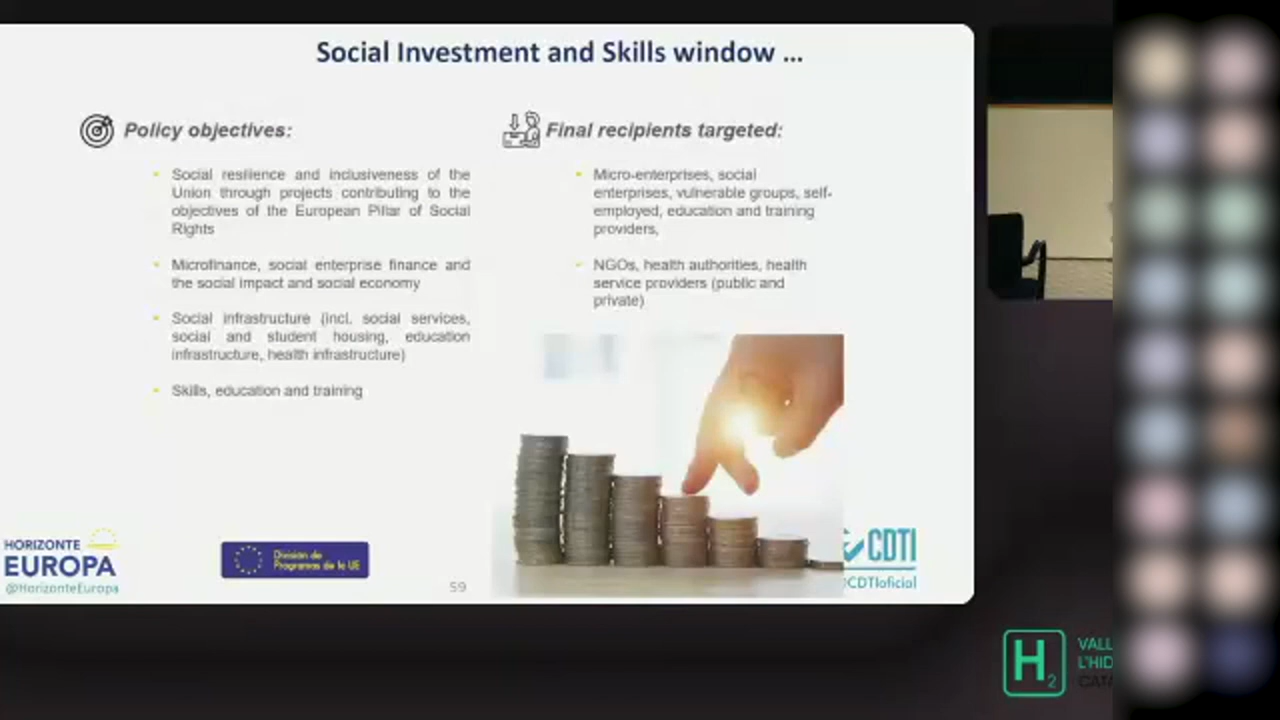 Social Investment and Skills window ...
Policy objectives:
Social resilience and inclusiveness of the
Union through projects contributing to the
objectives of the European Pillar of Social
Rights
Microfinance, social enterprise finance and
the social impact and social economy
Social infrastructure (incl. social services,
social and student housing, education
infrastructure, health infrastructure)
Skills, education and training
Final recipients targeted:
Micro-enterprises, social
enterprises, vulnerable groups, self-
employed, education and training
providers,
NGOs, health authorities, health
service providers (public and
private)
HORIZONTE
EUROPA
@HorizonteEuropa
División de
Programas de la UE
59
CDTI
CDTIoficial
H2
VALL
L'HID
CATA